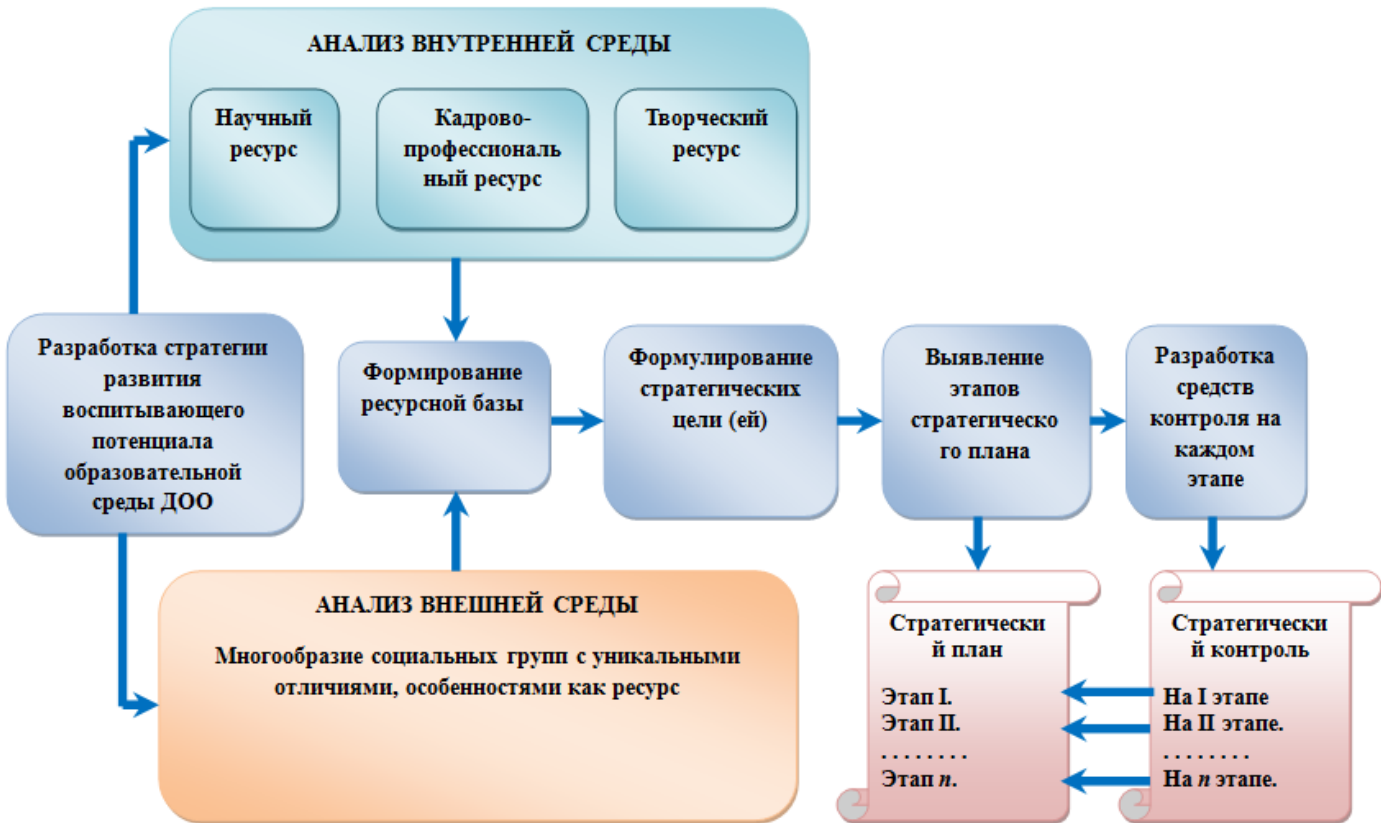 АНАЛИЗ ВНУТРЕННЕЙ СРЕДЫ
Научный
ресурс
Кадрово-
профессиональ
ный ресурс
Творческий
ресурс
Разработка стратегии
развития
воспитывающего
потенциала
образовательной
среды ДОО
Формирование
ресурсной базы
Формулирование
стратегических
цели (ей)
Выявление
этапов
стратегическо
го плана
Разработка
средств
контроля на
каждом
этапе
АНАЛИЗ ВНЕШНЕЙ СРЕДЫ
Многообразие социальных групп с уникальными
отличиями, особенностями как ресурс
Стратегически
й план
Этап I.
Этап II.
. . . . . . . .
Этап n.
Стратегически
й контроль
На I этапе
На II этапе.
. . . . . . . .
На n этапе.